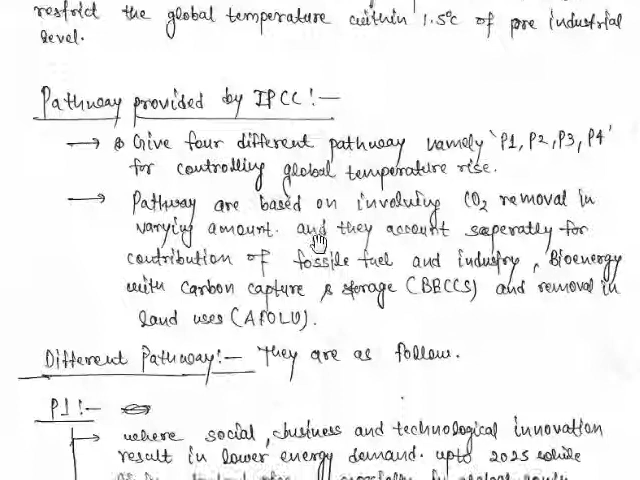 restrict the global temperature within 1.5°c of pre industrial
level.
Pathway provided by IPCC!—
→ Give four different pathway namely 'P1, P2, P3, P4'
for controlling global temperature rise.
→ Pathway are based on involving CO2 removal in
varying amount. and they account seperatly for
contribution of fossile fuel and industry, Bioenergy
with Carbon capture & storage (BECCS) and removal in
land uses (AFOLU).
Different Pathway!— They are as follow.
P1!—
→ where social, business and technological innovation
result in lower energy demand. upto 2025 while